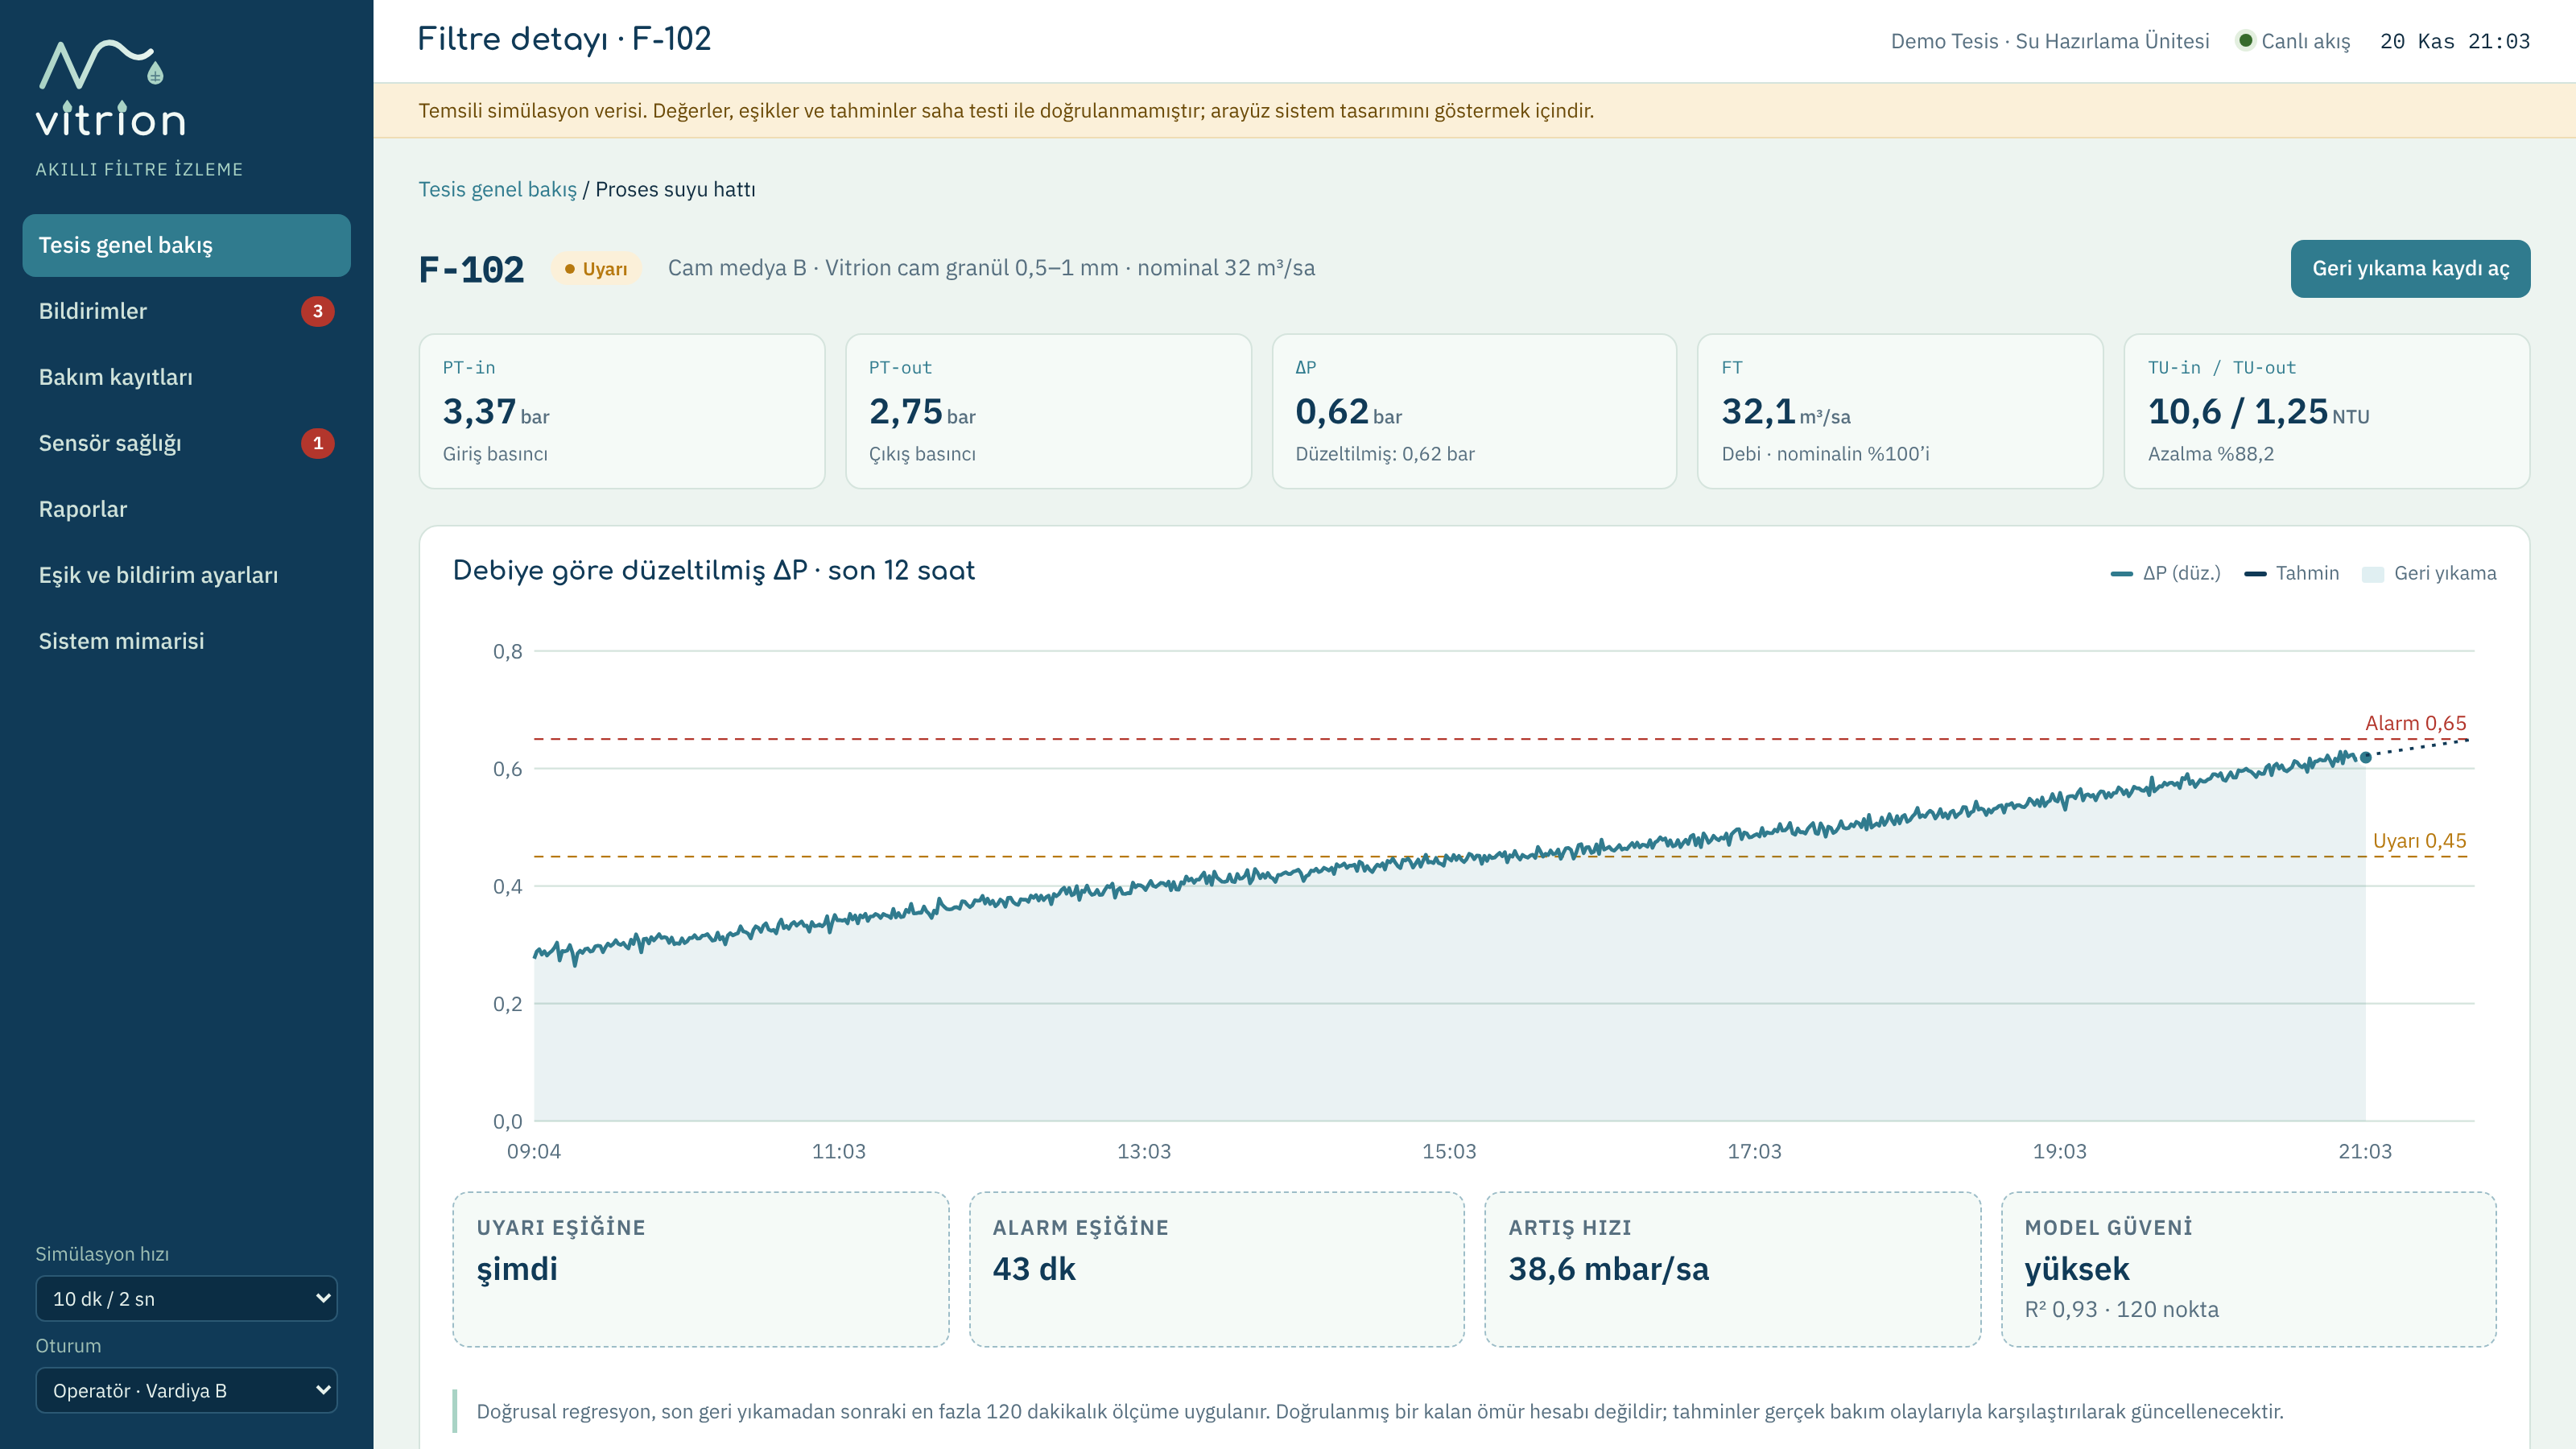 vitrion
AKILLI FİLTRE İZLEME
Tesis genel bakış
Bildirimler 3
Bakım kayıtları
Sensör sağlığı 1
Raporlar
Eşik ve bildirim ayarları
Sistem mimarisi
Simülasyon hızı
10 dk / 2 sn
Oturum
Operatör · Vardiya B
Filtre detayı · F-102
Demo Tesis · Su Hazırlama Ünitesi Canlı akış 20 Kas 21:03
Temsili simülasyon verisi. Değerler, eşikler ve tahminler saha testi ile doğrulanmamıştır; arayüz sistem tasarımını göstermek içindir.
Tesis genel bakış / Proses suyu hattı
F-102 Uyarı Cam medya B · Vitrion cam granül 0,5–1 mm · nominal 32 m³/sa
Geri yıkama kaydı aç
PT-in
3,37 bar
Giriş basıncı
PT-out
2,75 bar
Çıkış basıncı
ΔP
0,62 bar
Düzeltilmiş: 0,62 bar
FT
32,1 m³/sa
Debi · nominalin %100’i
TU-in / TU-out
10,6 / 1,25 NTU
Azalma %88,2
Debiye göre düzeltilmiş ΔP · son 12 saat
ΔP (düz.) Tahmin Geri yıkama
0,8
Alarm 0,65
0,6
Uyarı 0,45
0,4
0,2
0,0
09:04 11:03 13:03 15:03 17:03 19:03 21:03
UYARI EŞİĞİNE
şimdi
ALARM EŞİĞİNE
43 dk
ARTIŞ HIZI
38,6 mbar/sa
MODEL GÜVENİ
yüksek
R² 0,93 · 120 nokta
Doğrusal regresyon, son geri yıkamadan sonraki en fazla 120 dakikalık ölçüme uygulanır. Doğrulanmış bir kalan ömür hesabı değildir; tahminler gerçek bakım olaylarıyla karşılaştırılarak güncellenecektir.